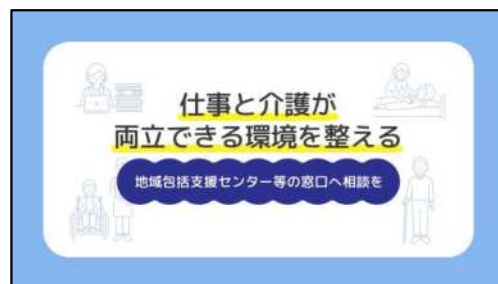 仕事と介護が
両立できる環境を整える
地域包括支援センター等の窓口へ相談を